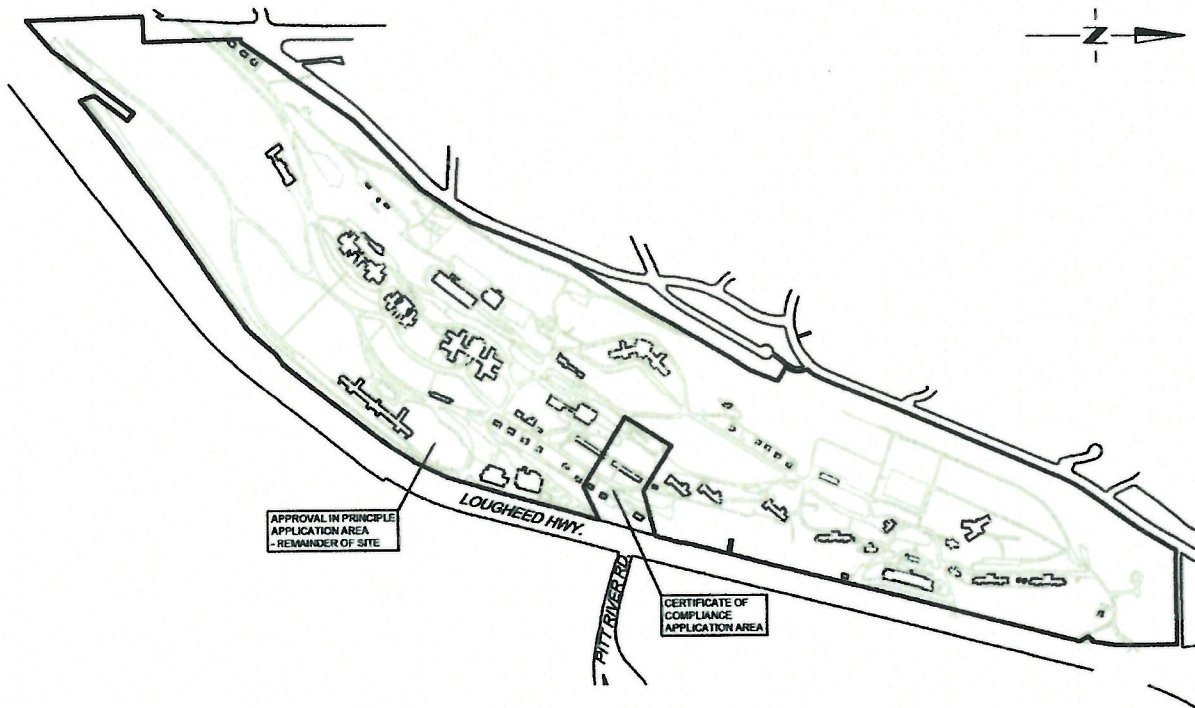 Z
APPROVAL IN PRINCIPLE
APPLICATION AREA
- REMAINDER OF SITE
LOUGHEED HWY.
PITT RIVER RD.
CERTIFICATE OF
COMPLIANCE
APPLICATION AREA